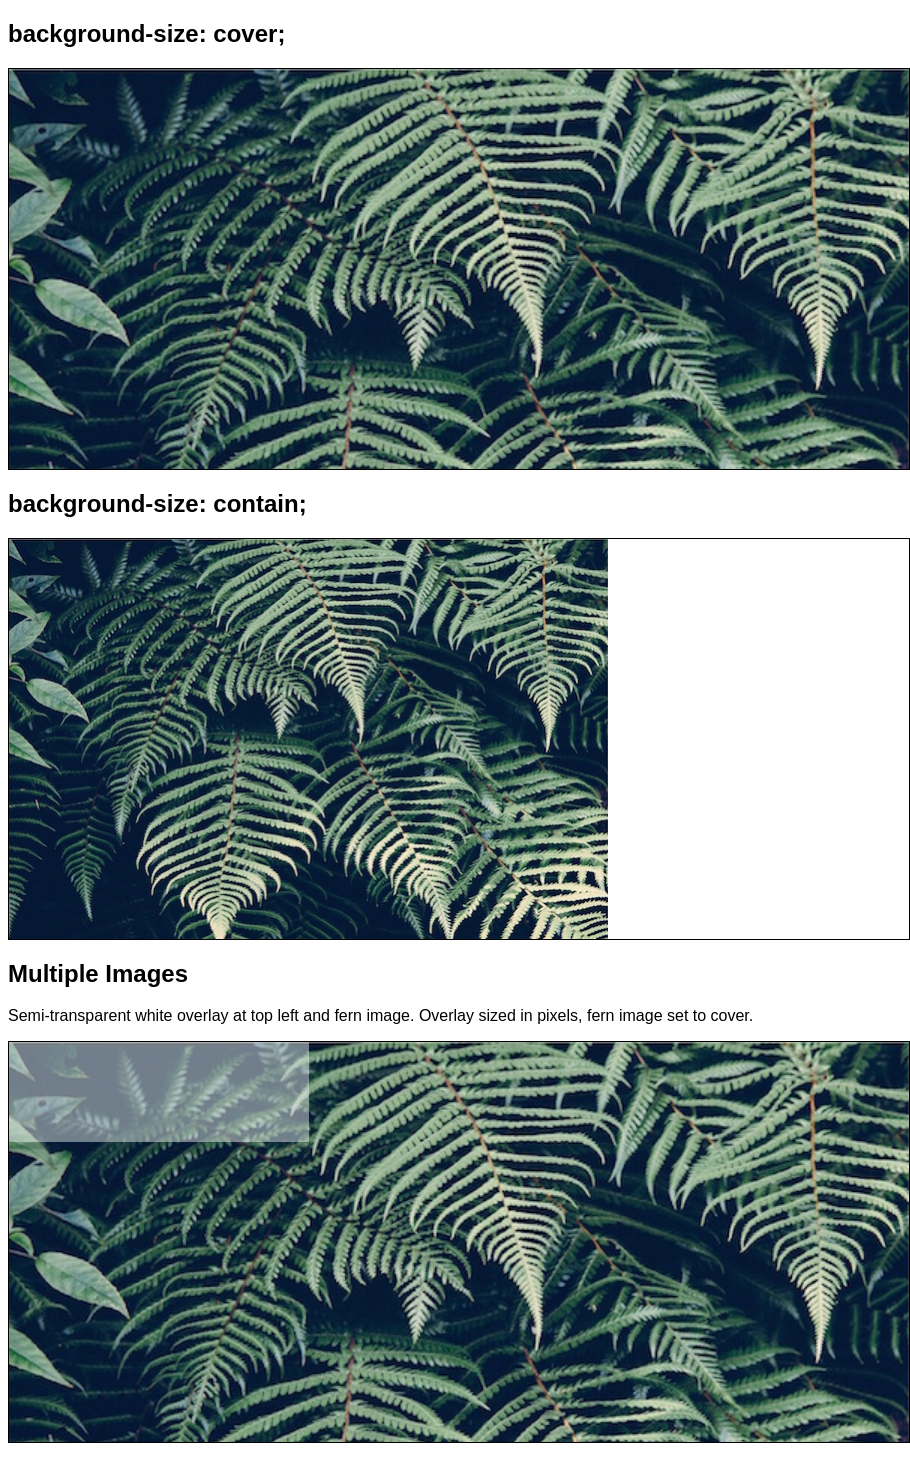 background-size: cover;
background-size: contain;
Multiple Images
Semi-transparent white overlay at top left and fern image. Overlay sized in pixels, fern image set to cover.